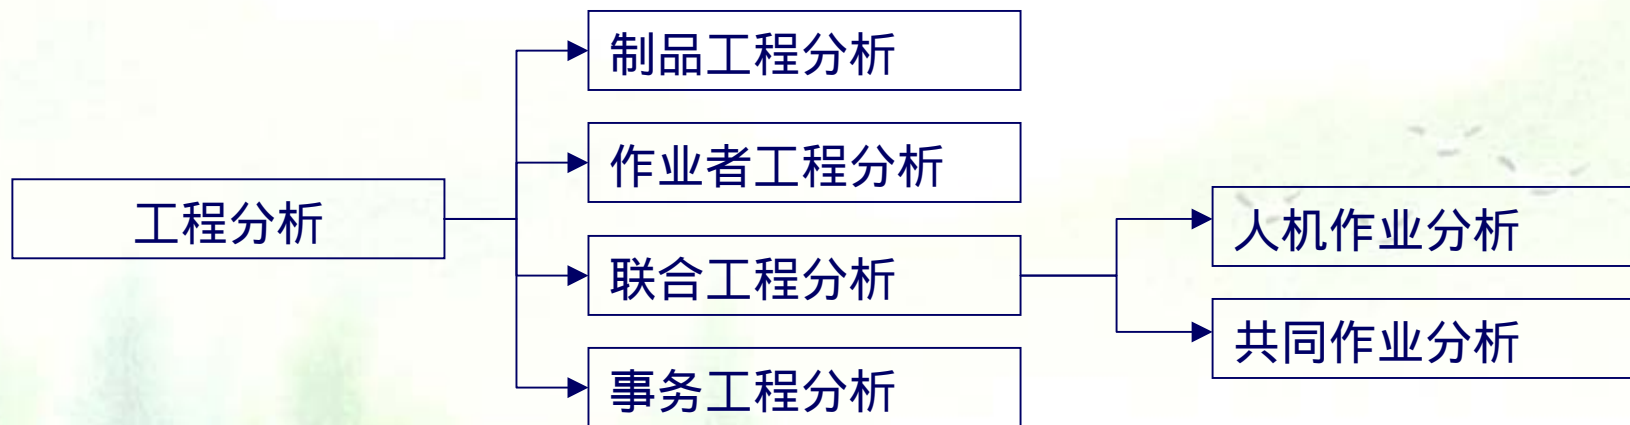 工程分析
制品工程分析
作业者工程分析
联合工程分析
事务工程分析
人机作业分析
共同作业分析